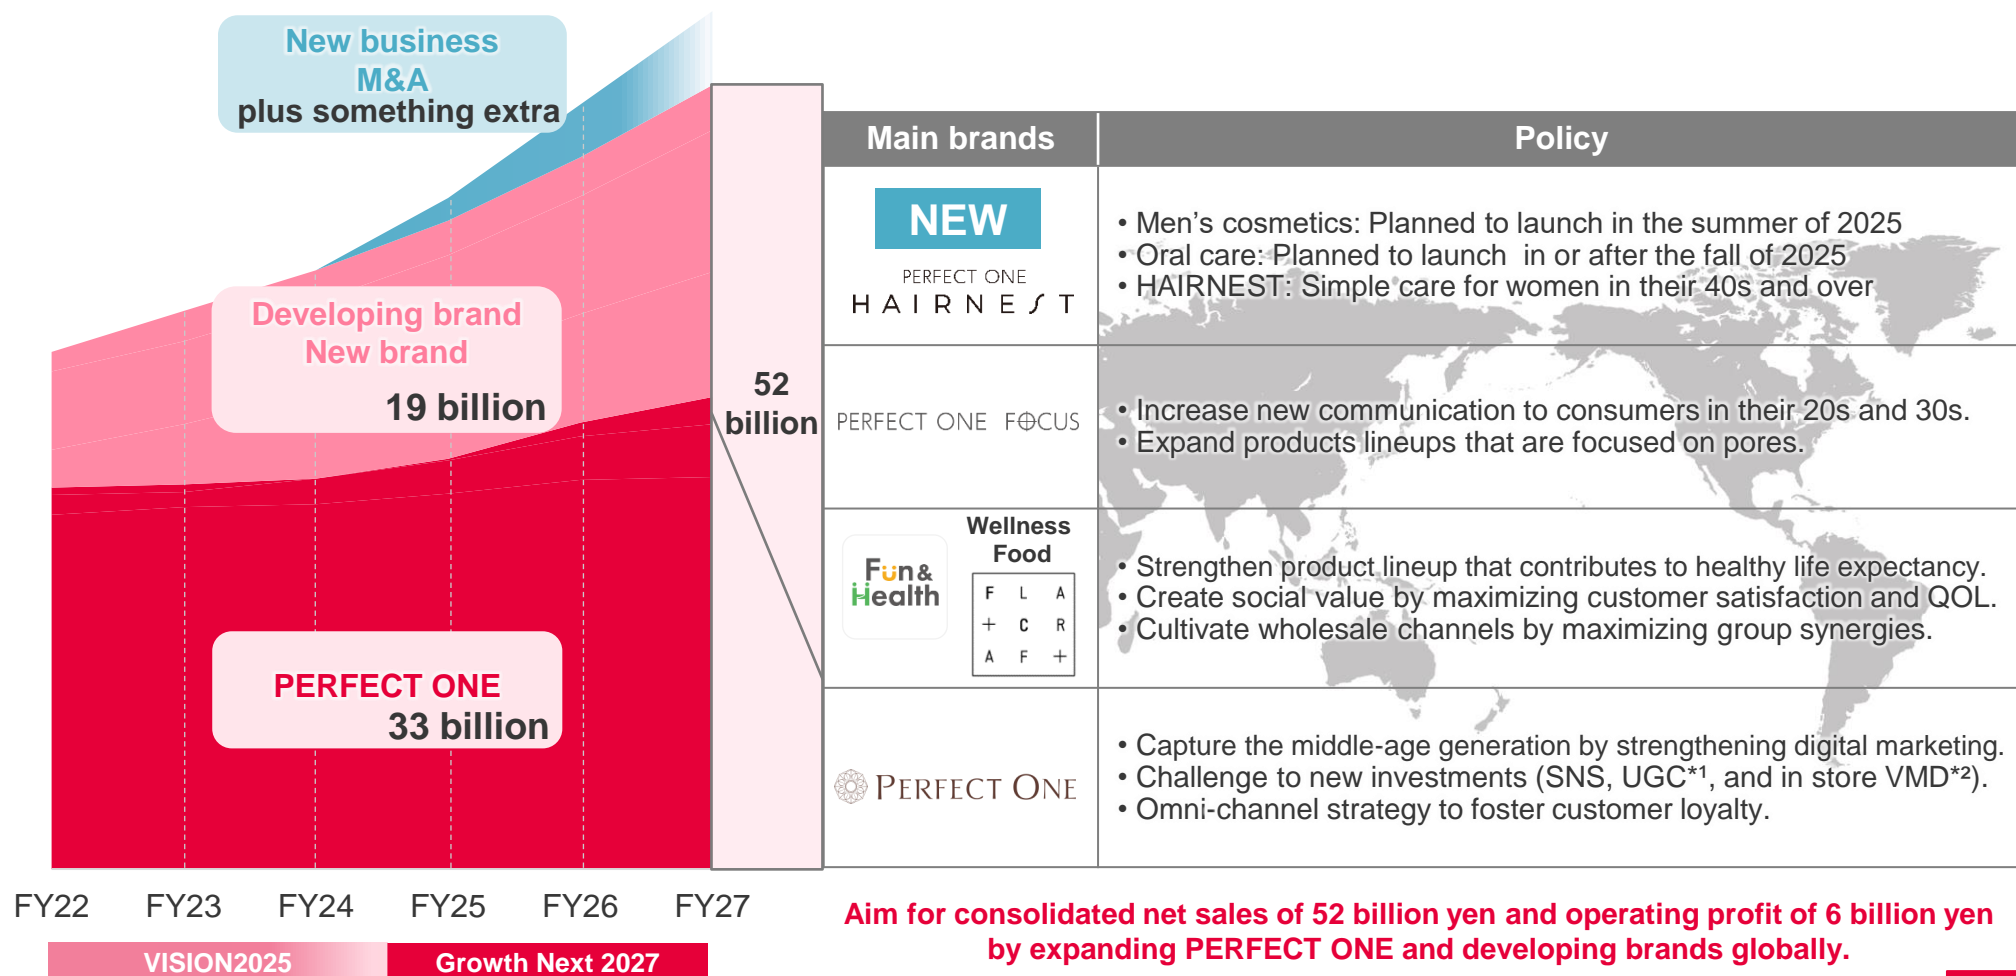 New business
M&A
plus something extra
Developing brand
New brand
19 billion
PERFECT ONE
33 billion
52
billion
FY22
FY23
FY24
FY25
FY26
FY27
VISION2025
Growth Next 2027
Main brands
Policy
NEW
PERFECT ONE
HAIRNEST
• Men’s cosmetics: Planned to launch in the summer of 2025
• Oral care: Planned to launch in or after the fall of 2025
• HAIRNEST: Simple care for women in their 40s and over
PERFECT ONE FOCUS
• Increase new communication to consumers in their 20s and 30s.
• Expand products lineups that are focused on pores.
Fun &
Health
Wellness
Food
F L A
+ C R
A F +
• Strengthen product lineup that contributes to healthy life expectancy.
• Create social value by maximizing customer satisfaction and QOL.
• Cultivate wholesale channels by maximizing group synergies.
PERFECT ONE
• Capture the middle-age generation by strengthening digital marketing.
• Challenge to new investments (SNS, UGC*¹, and in store VMD*²).
• Omni-channel strategy to foster customer loyalty.
Aim for consolidated net sales of 52 billion yen and operating profit of 6 billion yen
by expanding PERFECT ONE and developing brands globally.